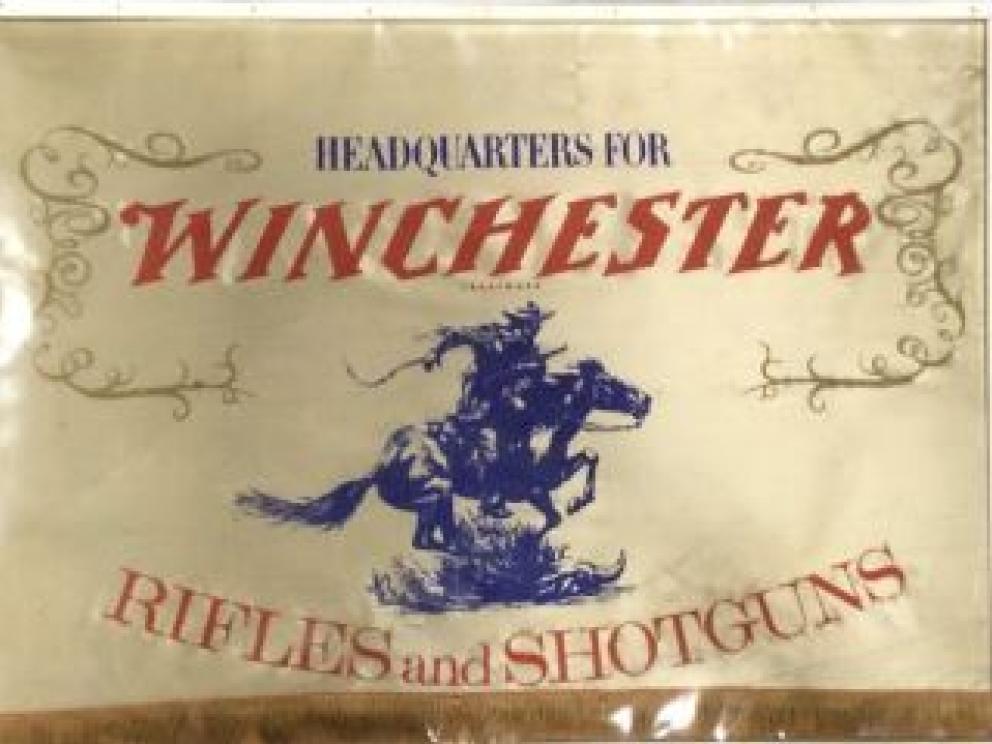 HEADQUARTERS FOR
WINCHESTER
RIFLES and SHOTGUNS